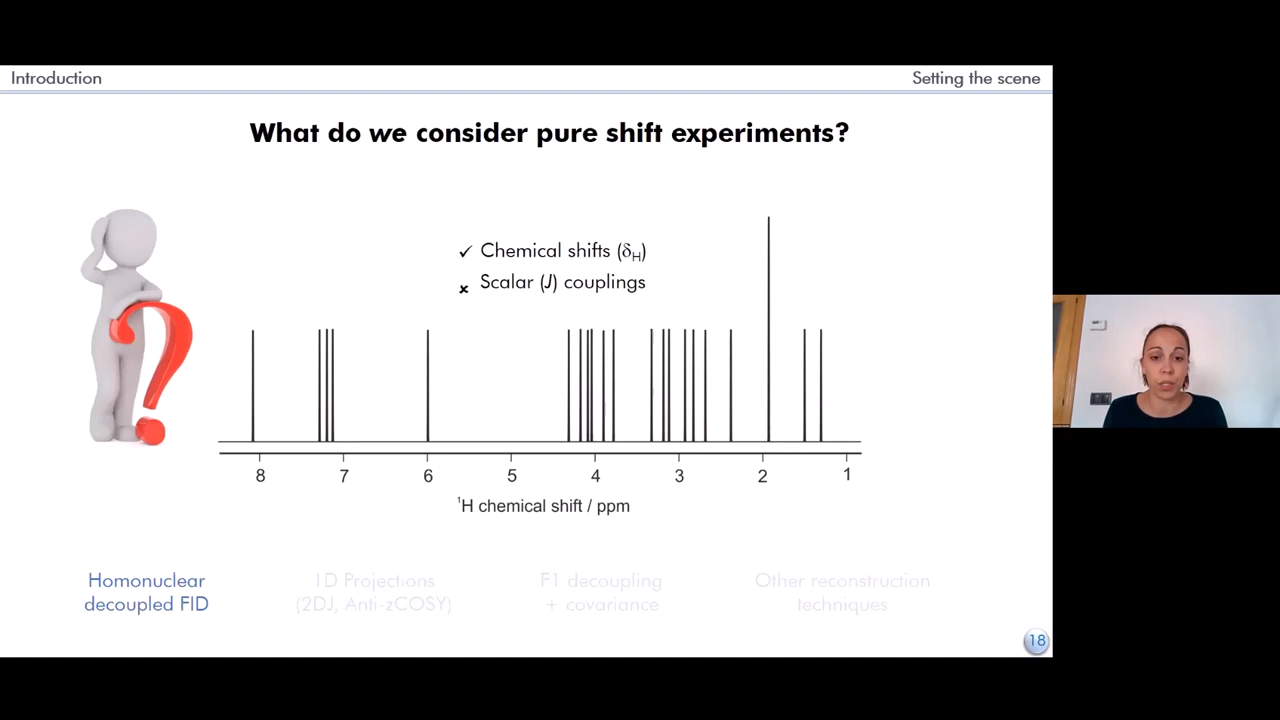 Introduction
Setting the scene
What do we consider pure shift experiments?
✓ Chemical shifts (δH)
× Scalar (J) couplings
8 7 6 5 4 3 2 1
¹H chemical shift / ppm
Homonuclear
decoupled FID
1D Projections
(2DJ, Anti-zCOSY)
F1 decoupling
+ covariance
Other reconstruction
techniques
18